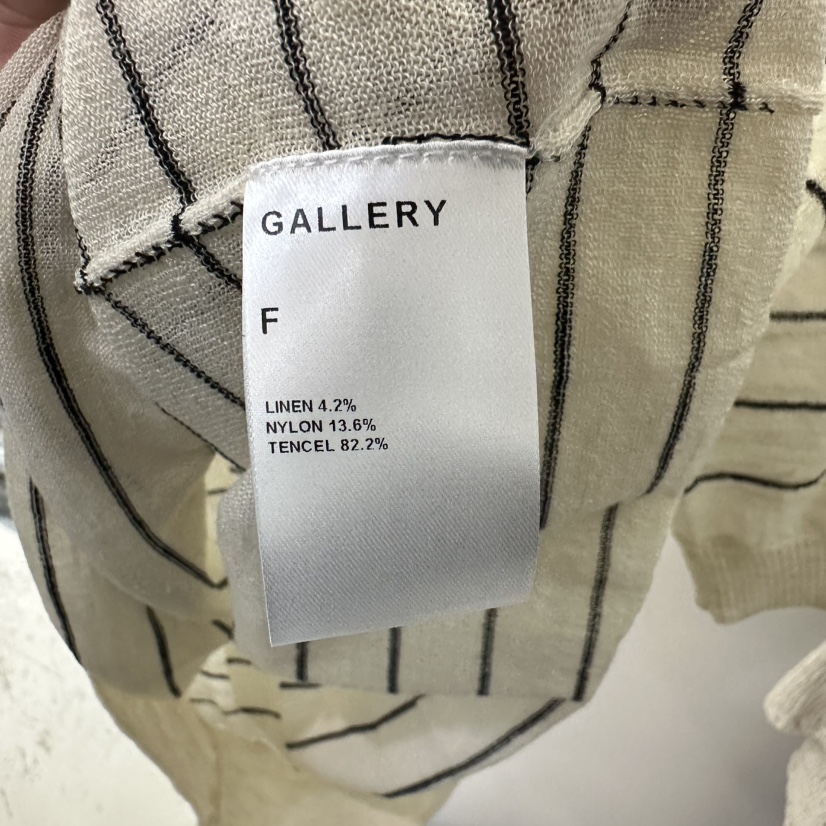 GALLERY
F
LINEN 4.2%
NYLON 13.6%
TENCEL 82.2%